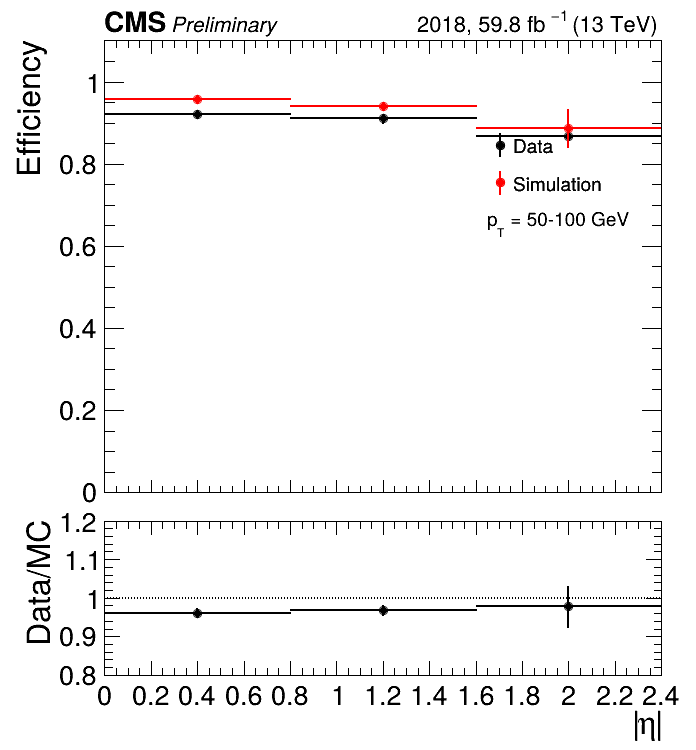 CMS Preliminary 2018, 59.8 fb⁻¹ (13 TeV)
Efficiency
1
0.8
0.6
0.4
0.2
0
Data
Simulation
p_T = 50-100 GeV
Data/MC
1.2
1.1
1
0.9
0.8
0 0.2 0.4 0.6 0.8 1 1.2 1.4 1.6 1.8 2 2.2 2.4
|η|